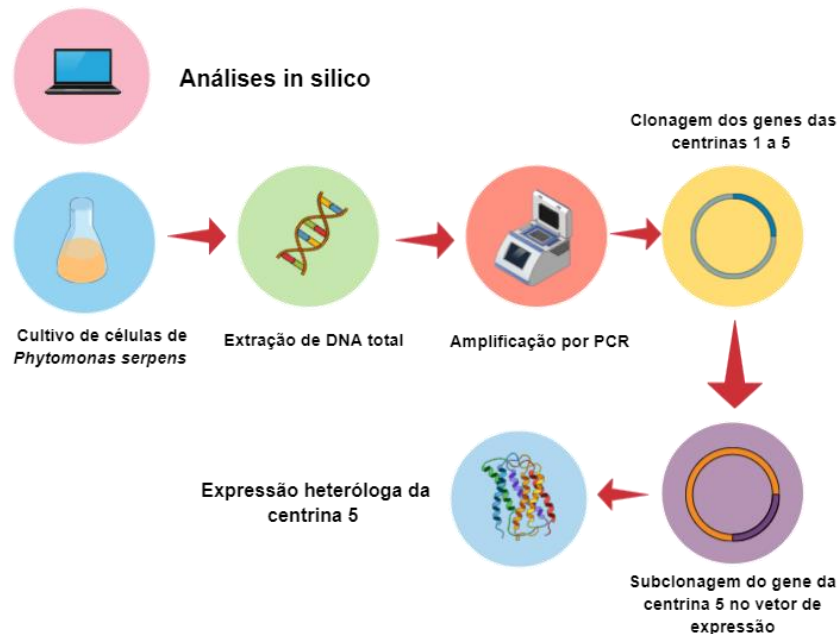 Análises in silico
Clonagem dos genes das
centrinas 1 a 5
Cultivo de células de
Phytomonas serpens
Extração de DNA total
Amplificação por PCR
Expressão heteróloga da
centrina 5
Subclonagem do gene da
centrina 5 no vetor de
expressão